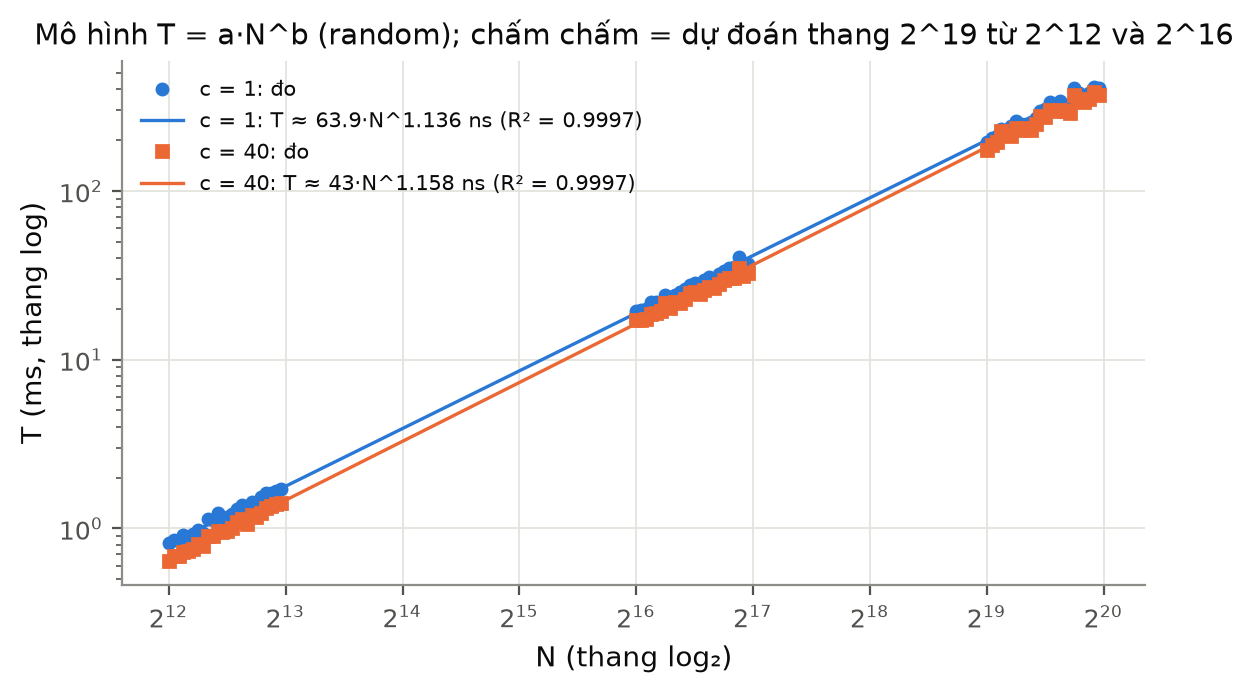 Mô hình T = a·N^b (random); chấm chấm = dự đoán thang 2^19 từ 2^12 và 2^16
c = 1: đo
c = 1: T ≈ 63.9·N^1.136 ns (R² = 0.9997)
c = 40: đo
c = 40: T ≈ 43·N^1.158 ns (R² = 0.9997)
T (ms, thang log)
10²
10¹
10⁰
2¹² 2¹³ 2¹⁴ 2¹⁵ 2¹⁶ 2¹⁷ 2¹⁸ 2¹⁹ 2²⁰
N (thang log₂)